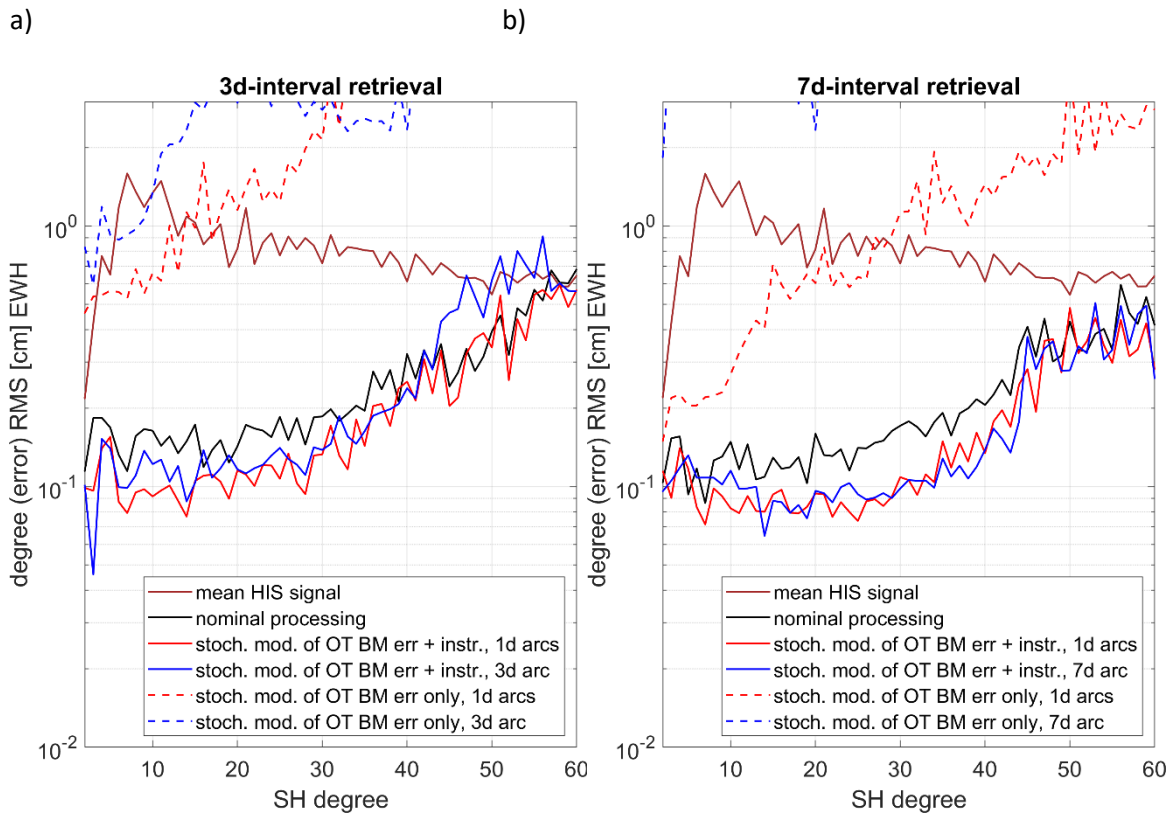 a)
b)
3d-interval retrieval
degree (error) RMS [cm] EWH
10^0
10^-1
10^-2
mean HIS signal
nominal processing
stoch. mod. of OT BM err + instr., 1d arcs
stoch. mod. of OT BM err + instr., 3d arc
stoch. mod. of OT BM err only, 1d arcs
stoch. mod. of OT BM err only, 3d arc
10 20 30 40 50 60
SH degree
7d-interval retrieval
degree (error) RMS [cm] EWH
10^0
10^-1
10^-2
mean HIS signal
nominal processing
stoch. mod. of OT BM err + instr., 1d arcs
stoch. mod. of OT BM err + instr., 7d arc
stoch. mod. of OT BM err only, 1d arcs
stoch. mod. of OT BM err only, 7d arc
10 20 30 40 50 60
SH degree